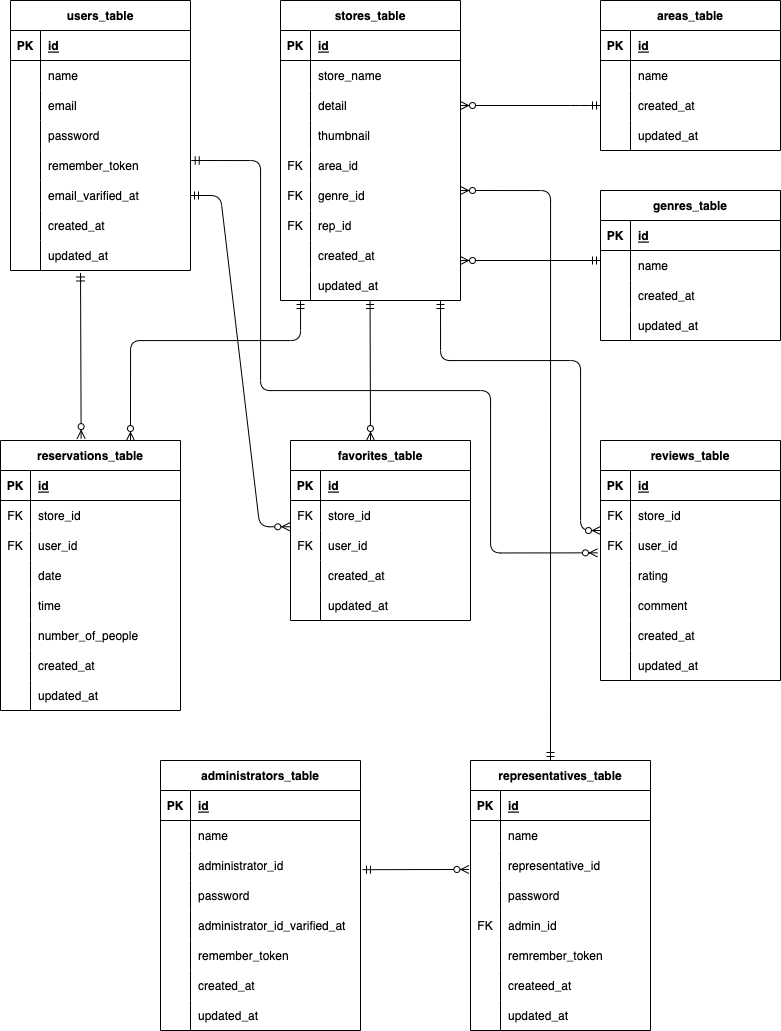 users_table
PK id
name
email
password
remember_token
email_varified_at
created_at
updated_at
stores_table
PK id
store_name
detail
thumbnail
FK area_id
FK genre_id
FK rep_id
created_at
updated_at
areas_table
PK id
name
created_at
updated_at
genres_table
PK id
name
created_at
updated_at
reservations_table
PK id
FK store_id
FK user_id
date
time
number_of_people
created_at
updated_at
favorites_table
PK id
FK store_id
FK user_id
created_at
updated_at
reviews_table
PK id
FK store_id
FK user_id
rating
comment
created_at
updated_at
administrators_table
PK id
name
administrator_id
password
administrator_id_varified_at
remember_token
created_at
updated_at
representatives_table
PK id
name
representative_id
password
FK admin_id
remrember_token
createed_at
updated_at